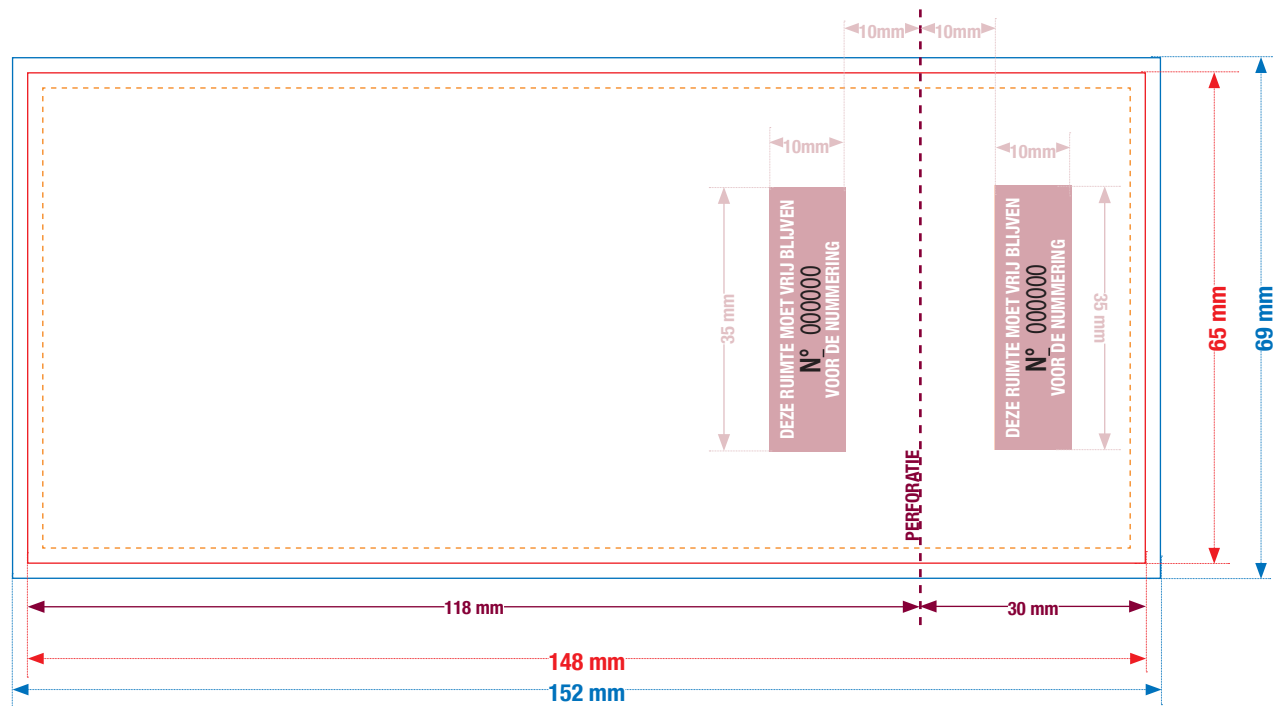 10mm
10mm
10mm
10mm
35 mm
DEZE RUIMTE MOET VRIJ BLIJVEN
N° 000000
VOOR DE NUMMERING
DEZE RUIMTE MOET VRIJ BLIJVEN
N° 000000
VOOR DE NUMMERING
35 mm
65 mm
69 mm
PERFORATIE
118 mm
30 mm
148 mm
152 mm